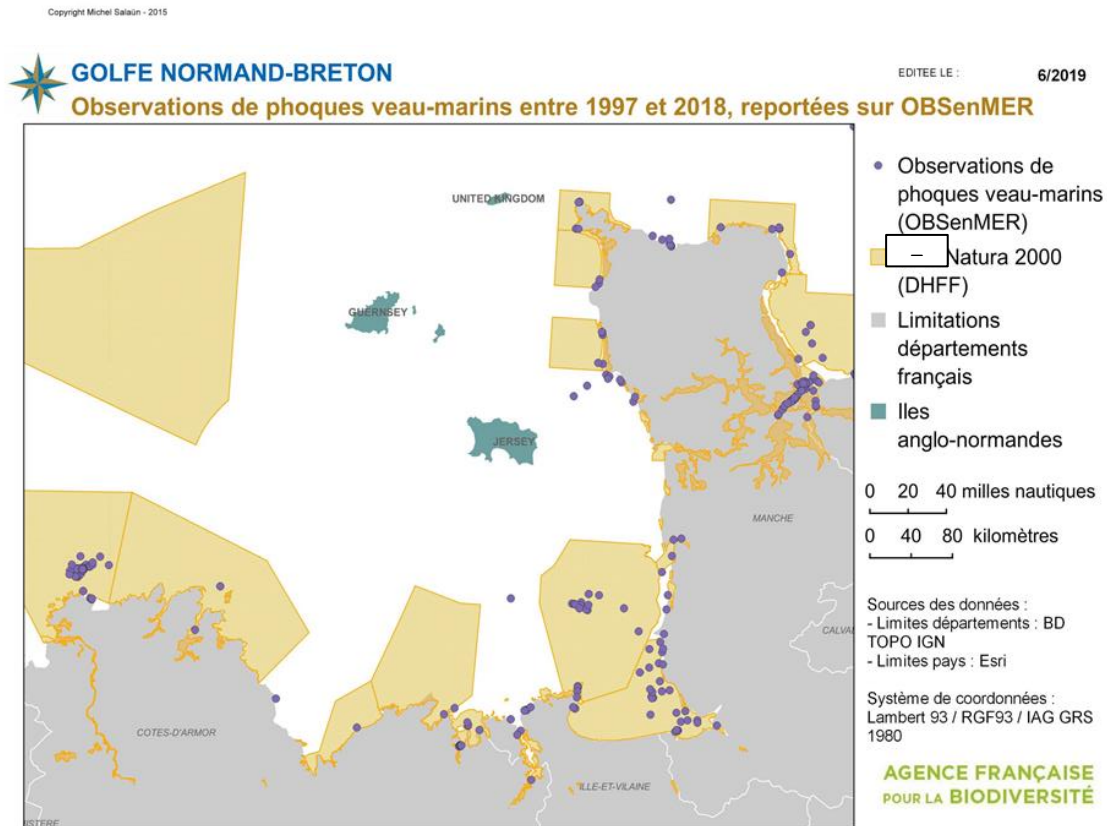 Copyright Michel Salaün - 2015
GOLFE NORMAND-BRETON
EDITEE LE :
6/2019
Observations de phoques veau-marins entre 1997 et 2018, reportées sur OBSenMER
UNITED KINGDOM
GUERNSEY
JERSEY
MANCHE
CALVA
COTES-D'ARMOR
ILLE-ET-VILAINE
ISTERE
Observations de
phoques veau-marins
(OBSenMER)
– Natura 2000
(DHFF)
Limitations
départements
français
Iles
anglo-normandes
0 20 40 milles nautiques
0 40 80 kilomètres
Sources des données :
- Limites départements : BD
TOPO IGN
- Limites pays : Esri
Système de coordonnées :
Lambert 93 / RGF93 / IAG GRS
1980
AGENCE FRANÇAISE
POUR LA BIODIVERSITÉ